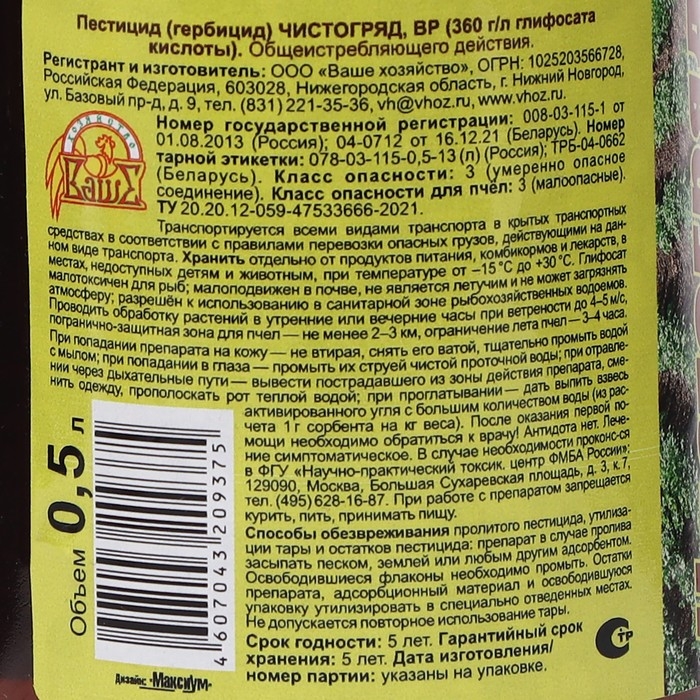 Пестицид (гербицид) ЧИСТОГРЯД, ВР (360 г/л глифосата
кислоты). Общеистребляющего действия.
Регистрант и изготовитель: ООО «Ваше хозяйство», ОГРН: 1025203566728,
Российская Федерация, 603028, Нижегородская область, г. Нижний Новгород,
ул. Базовый пр-д, д. 9, тел. (831) 221-35-36, vh@vhoz.ru, www.vhoz.ru.
ХОЗЯЙСТВО
ВАШЕ
Номер государственной регистрации: 008-03-115-1 от
01.08.2013 (Россия); 04-0712 от 16.12.21 (Беларусь). Номер
тарной этикетки: 078-03-115-0,5-13 (л) (Россия); ТРБ-04-0662
(Беларусь). Класс опасности: 3 (умеренно опасное
соединение). Класс опасности для пчёл: 3 (малоопасные).
ТУ 20.20.12-059-47533666-2021.
Транспортируется всеми видами транспорта в крытых транспортных
средствах в соответствии с правилами перевозки опасных грузов, действующими на дан-
ном виде транспорта. Хранить отдельно от продуктов питания, комбикормов и лекарств, в
местах, недоступных детям и животным, при температуре от –15 °С до +30 °С. Глифосат
малотоксичен для рыб; малоподвижен в почве, не является летучим и не может загрязнять
атмосферу; разрешён к использованию в санитарной зоне рыбохозяйственных водоемов.
Проводить обработку растений в утренние или вечерние часы при ветрености до 4–5 м/с,
погранично-защитная зона для пчел — не менее 2–3 км, ограничение лета пчел — 3–4 часа.
При попадании препарата на кожу — не втирая, снять его ватой, тщательно промыть водой
с мылом; при попадании в глаза — промыть их струей чистой проточной воды; при отравле-
нии через дыхательные пути — вывести пострадавшего из зоны действия препарата, сме-
нить одежду, прополоскать рот теплой водой; при проглатывании — дать выпить взвесь
активированного угля с большим количеством воды (из рас-
чета 1 г сорбента на кг веса). После оказания первой по-
мощи необходимо обратиться к врачу! Антидота нет. Лече-
ние симптоматическое. В случае необходимости проконс-ся
в ФГУ «Научно-практический токсик. центр ФМБА России»:
129090, Москва, Большая Сухаревская площадь, д. 3, к. 7,
тел. (495) 628-16-87. При работе с препаратом запрещается
курить, пить, принимать пищу.
Способы обезвреживания пролитого пестицида, утилиза-
ции тары и остатков пестицида: препарат в случае пролива
засыпать песком, землей или любым другим адсорбентом.
Освободившиеся флаконы необходимо промыть. Остатки
препарата, адсорбционный материал и освободившуюся
упаковку утилизировать в специально отведенных местах.
Не допускается повторное использование тары.
Срок годности: 5 лет. Гарантийный срок
хранения: 5 лет. Дата изготовления/
номер партии: указаны на упаковке.
СТР
Объем 0,5 л
4 607043 209375
Дизайн: "Максиум"